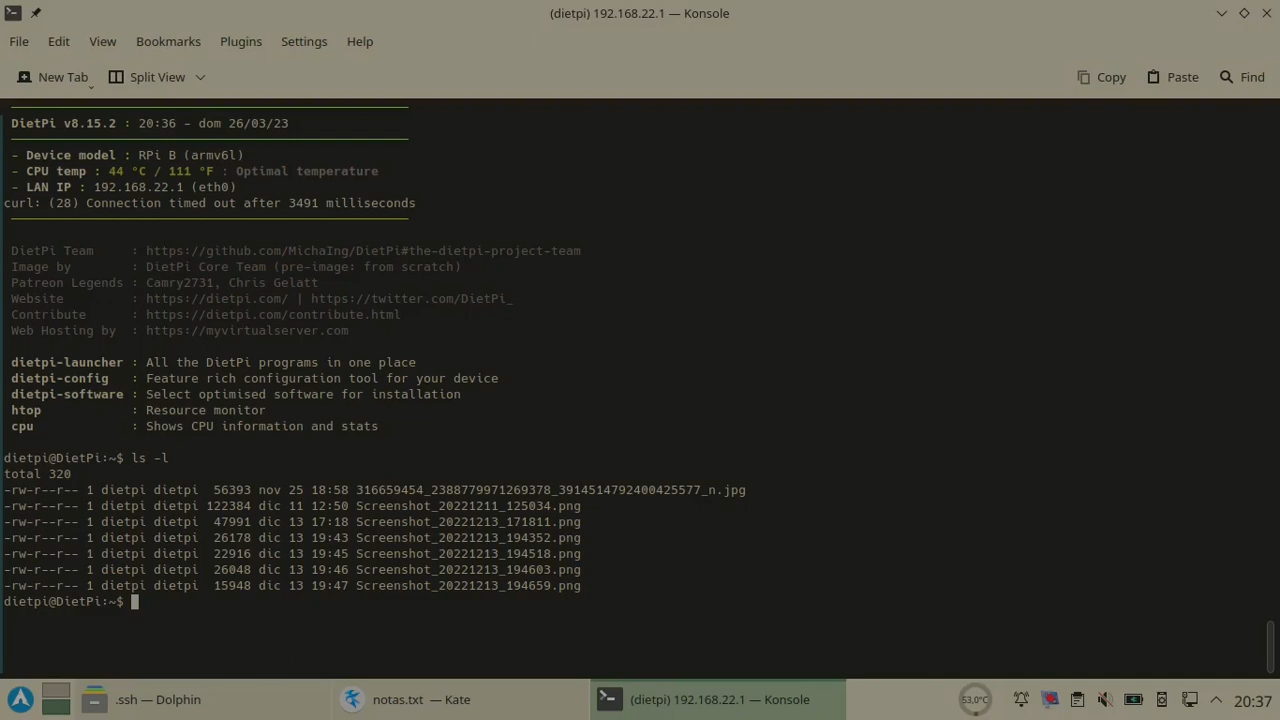 (dietpi) 192.168.22.1 — Konsole
File Edit View Bookmarks Plugins Settings Help
New Tab Split View Copy Paste Find
DietPi v8.15.2 : 20:36 - dom 26/03/23
- Device model : RPi B (armv6l)
- CPU temp : 44 °C / 111 °F : Optimal temperature
- LAN IP : 192.168.22.1 (eth0)
curl: (28) Connection timed out after 3491 milliseconds
DietPi Team : https://github.com/MichaIng/DietPi#the-dietpi-project-team
Image by : DietPi Core Team (pre-image: from scratch)
Patreon Legends : Camry2731, Chris Gelatt
Website : https://dietpi.com/ | https://twitter.com/DietPi_
Contribute : https://dietpi.com/contribute.html
Web Hosting by : https://myvirtualserver.com
dietpi-launcher : All the DietPi programs in one place
dietpi-config : Feature rich configuration tool for your device
dietpi-software : Select optimised software for installation
htop : Resource monitor
cpu : Shows CPU information and stats
dietpi@DietPi:~$ ls -l
total 320
-rw-r--r-- 1 dietpi dietpi 56393 nov 25 18:58 316659454_2388779971269378_3914514792400425577_n.jpg
-rw-r--r-- 1 dietpi dietpi 122384 dic 11 12:50 Screenshot_20221211_125034.png
-rw-r--r-- 1 dietpi dietpi 47991 dic 13 17:18 Screenshot_20221213_171811.png
-rw-r--r-- 1 dietpi dietpi 26178 dic 13 19:43 Screenshot_20221213_194352.png
-rw-r--r-- 1 dietpi dietpi 22916 dic 13 19:45 Screenshot_20221213_194518.png
-rw-r--r-- 1 dietpi dietpi 26048 dic 13 19:46 Screenshot_20221213_194603.png
-rw-r--r-- 1 dietpi dietpi 15948 dic 13 19:47 Screenshot_20221213_194659.png
dietpi@DietPi:~$
.ssh — Dolphin notas.txt — Kate (dietpi) 192.168.22.1 — Konsole 53,0°C 20:37